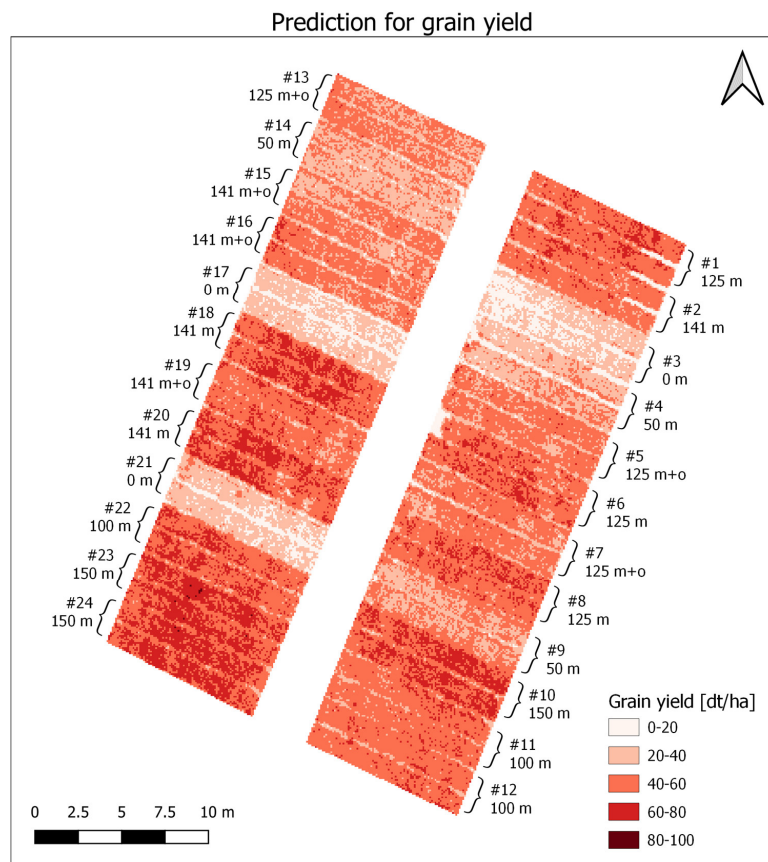 Prediction for grain yield
#13
125 m+o
#14
50 m
#15
141 m+o
#16
141 m+o
#17
0 m
#18
141 m
#19
141 m+o
#20
141 m
#21
0 m
#22
100 m
#23
150 m
#24
150 m
#1
125 m
#2
141 m
#3
0 m
#4
50 m
#5
125 m+o
#6
125 m
#7
125 m+o
#8
125 m
#9
50 m
#10
150 m
#11
100 m
#12
100 m
Grain yield [dt/ha]
0-20
20-40
40-60
60-80
80-100
0 2.5 5 7.5 10 m